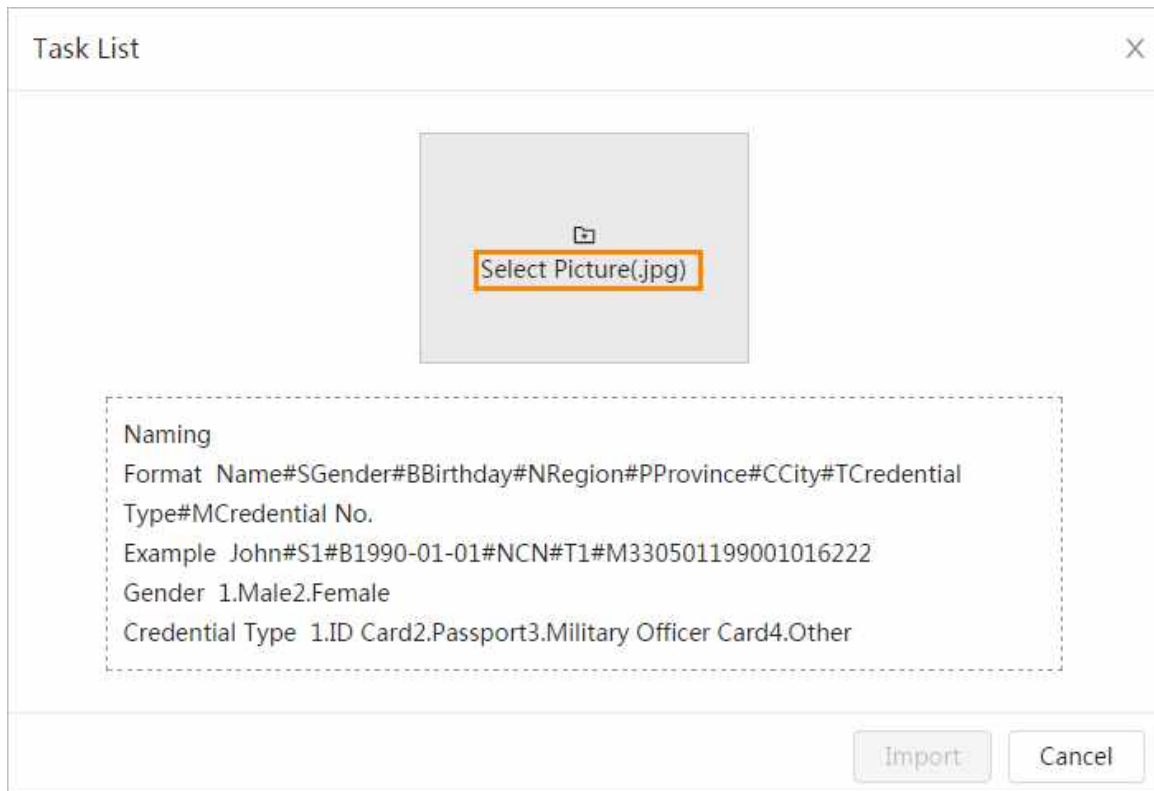 Task List
Select Picture(.jpg)
Naming
Format  Name#SGender#BBirthday#NRegion#PProvince#CCity#TCredential
Type#MCredential No.
Example  John#S1#B1990-01-01#NCN#T1#M330501199001016222
Gender  1.Male2.Female
Credential Type  1.ID Card2.Passport3.Military Officer Card4.Other
Import
Cancel